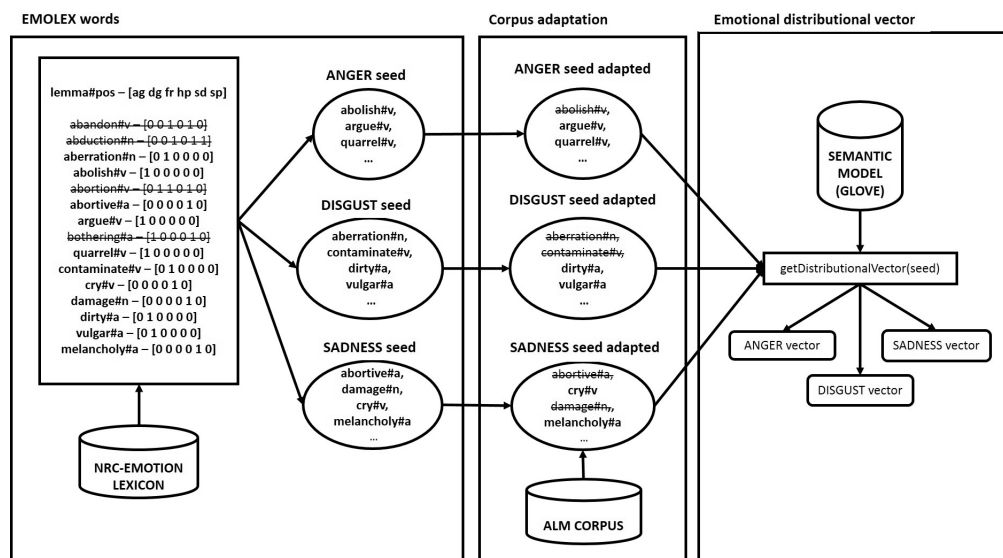 EMOLEX words
lemma#pos – [ag dg fr hp sd sp]
abandon#v – [0 0 1 0 1 0]
abduction#n – [0 0 1 0 1 1]
aberration#n – [0 1 0 0 0 0]
abolish#v – [1 0 0 0 0 0]
abortion#v – [0 1 1 0 1 0]
abortive#a – [0 0 0 0 1 0]
argue#v – [1 0 0 0 0 0]
bothering#a – [1 0 0 0 1 0]
quarrel#v – [1 0 0 0 0 0]
contaminate#v – [0 1 0 0 0 0]
cry#v – [0 0 0 0 1 0]
damage#n – [0 0 0 0 1 0]
dirty#a – [0 1 0 0 0 0]
vulgar#a – [0 1 0 0 0 0]
melancholy#a – [0 0 0 0 1 0]
NRC-EMOTION
LEXICON
ANGER seed
abolish#v,
argue#v,
quarrel#v,
...
DISGUST seed
aberration#n,
contaminate#v,
dirty#a,
vulgar#a
...
SADNESS seed
abortive#a,
damage#n,
cry#v,
melancholy#a
...
Corpus adaptation
ANGER seed adapted
abolish#v,
argue#v,
quarrel#v,
...
DISGUST seed adapted
aberration#n,
contaminate#v,
dirty#a,
vulgar#a
...
SADNESS seed adapted
abortive#a,
cry#v
damage#n,,
melancholy#a
...
ALM CORPUS
Emotional distributional vector
SEMANTIC
MODEL
(GLOVE)
getDistributionalVector(seed)
ANGER vector
SADNESS vector
DISGUST vector